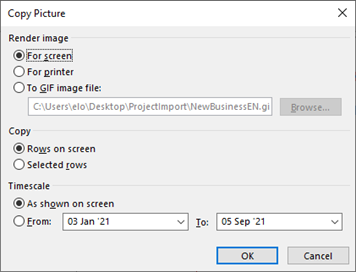 Copy Picture
Render image
For screen
For printer
To GIF image file:
C:\Users\elo\Desktop\ProjectImport\NewBusinessEN.gi
Browse...
Copy
Rows on screen
Selected rows
Timescale
As shown on screen
From: 03 Jan '21 To: 05 Sep '21
OK Cancel